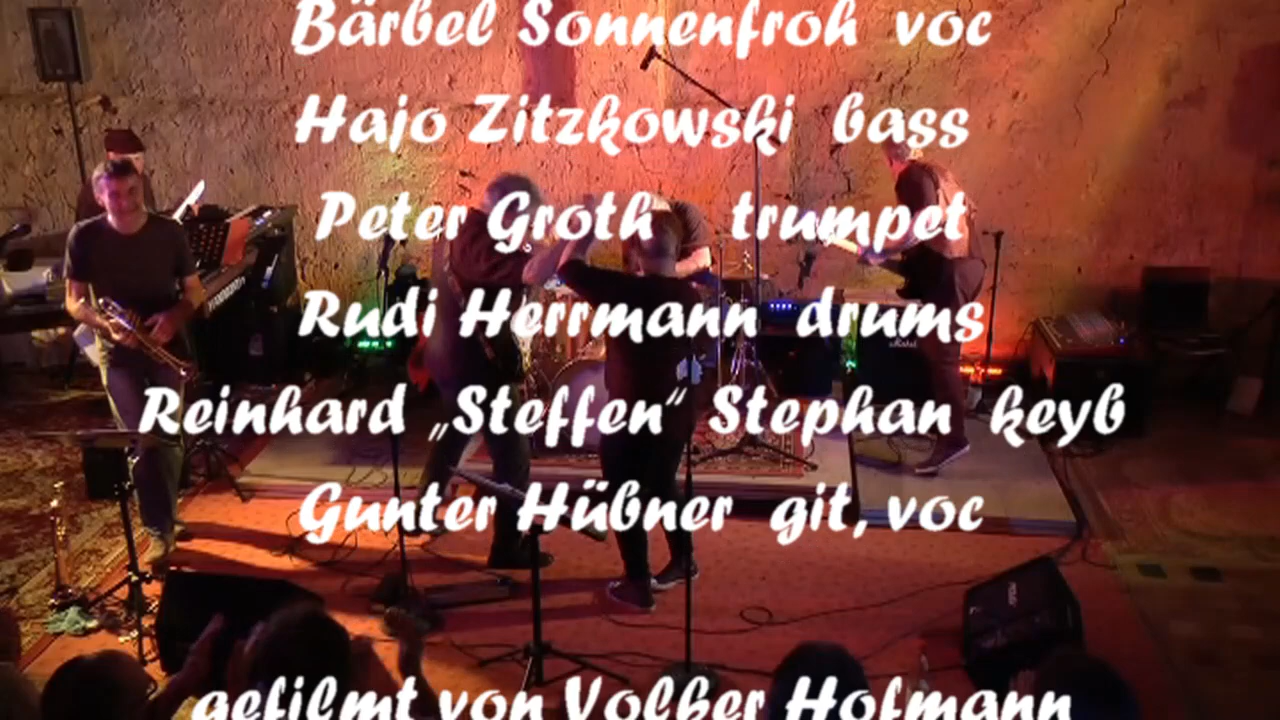 Bärbel Sonnenfroh voc
Hajo Zitzkowski bass
Peter Groth trumpet
Rudi Herrmann drums
Reinhard „Steffen“ Stephan keyb
Gunter Hübner git, voc
gefilmt von Volker Hofmann